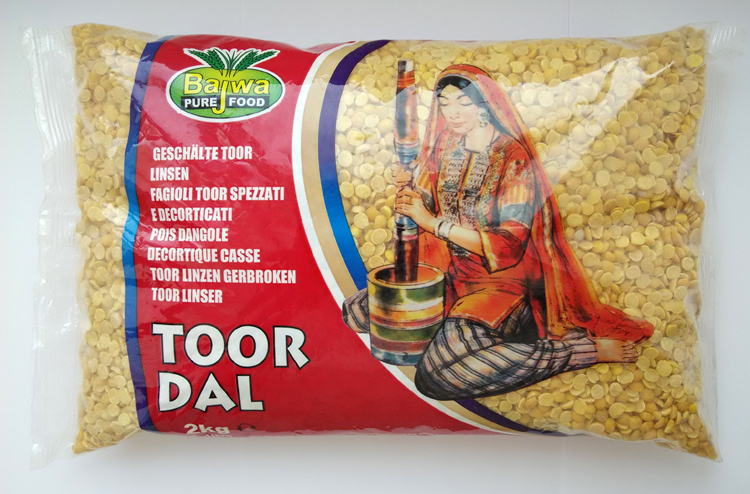 Bajwa
PURE FOOD
GESCHÄLTE TOOR
LINSEN
FAGIOLI TOOR SPEZZATI
E DECORTICATI
POIS DANGOLE
DECORTIQUE CASSE
TOOR LINZEN GERBROKEN
TOOR LINSER
TOOR
DAL
2kg